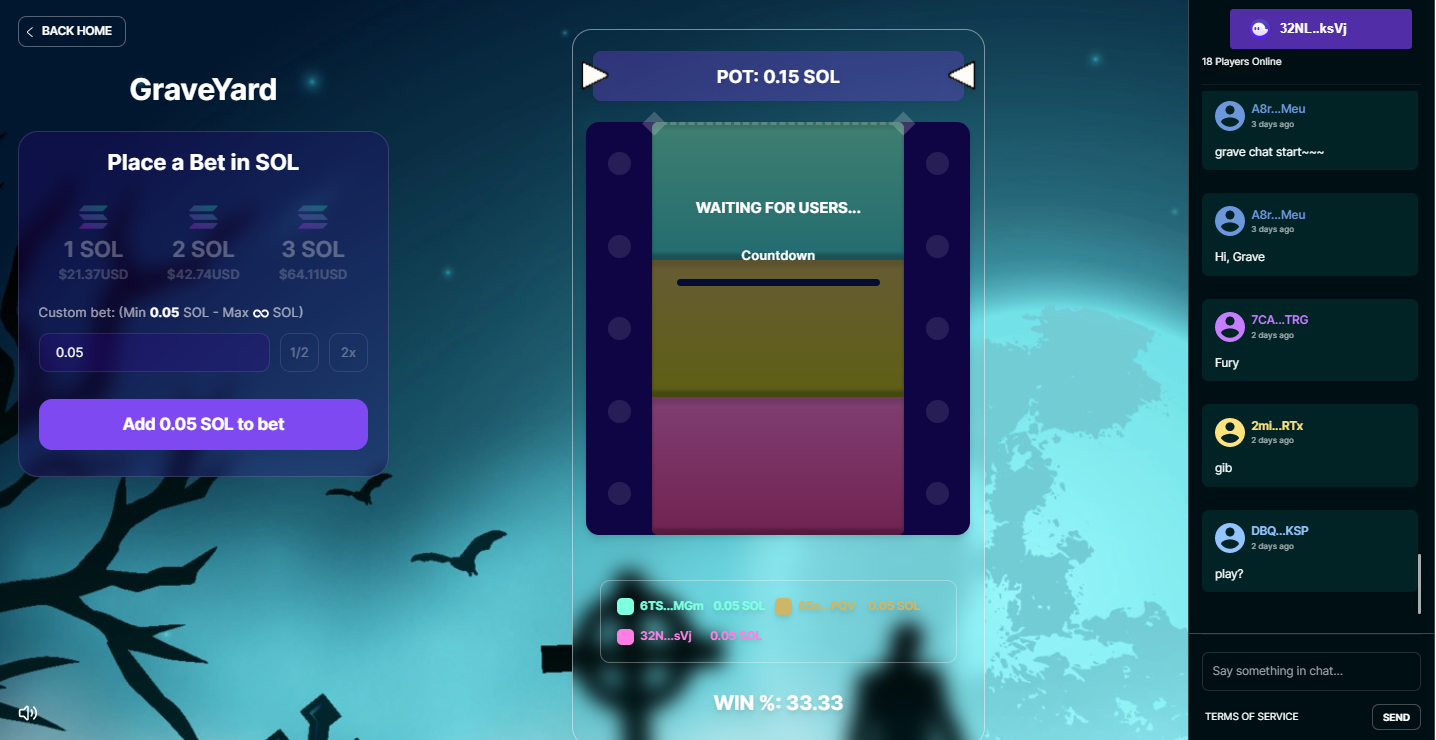 BACK HOME
GraveYard
Place a Bet in SOL
1 SOL 2 SOL 3 SOL
$21.37USD $42.74USD $64.11USD
Custom bet: (Min 0.05 SOL - Max ∞ SOL)
0.05 1/2 2x
Add 0.05 SOL to bet
POT: 0.15 SOL
WAITING FOR USERS...
Countdown
6TS...MGm 0.05 SOL 0.05 SOL
32N...sVj 0.05 SOL
WIN %: 33.33
32NL..ksVj
18 Players Online
A8r...Meu
3 days ago
grave chat start~~~
A8r...Meu
3 days ago
Hi, Grave
7CA...TRG
2 days ago
Fury
2mi...RTx
2 days ago
gib
DBQ...KSP
2 days ago
play?
Say something in chat...
TERMS OF SERVICE SEND